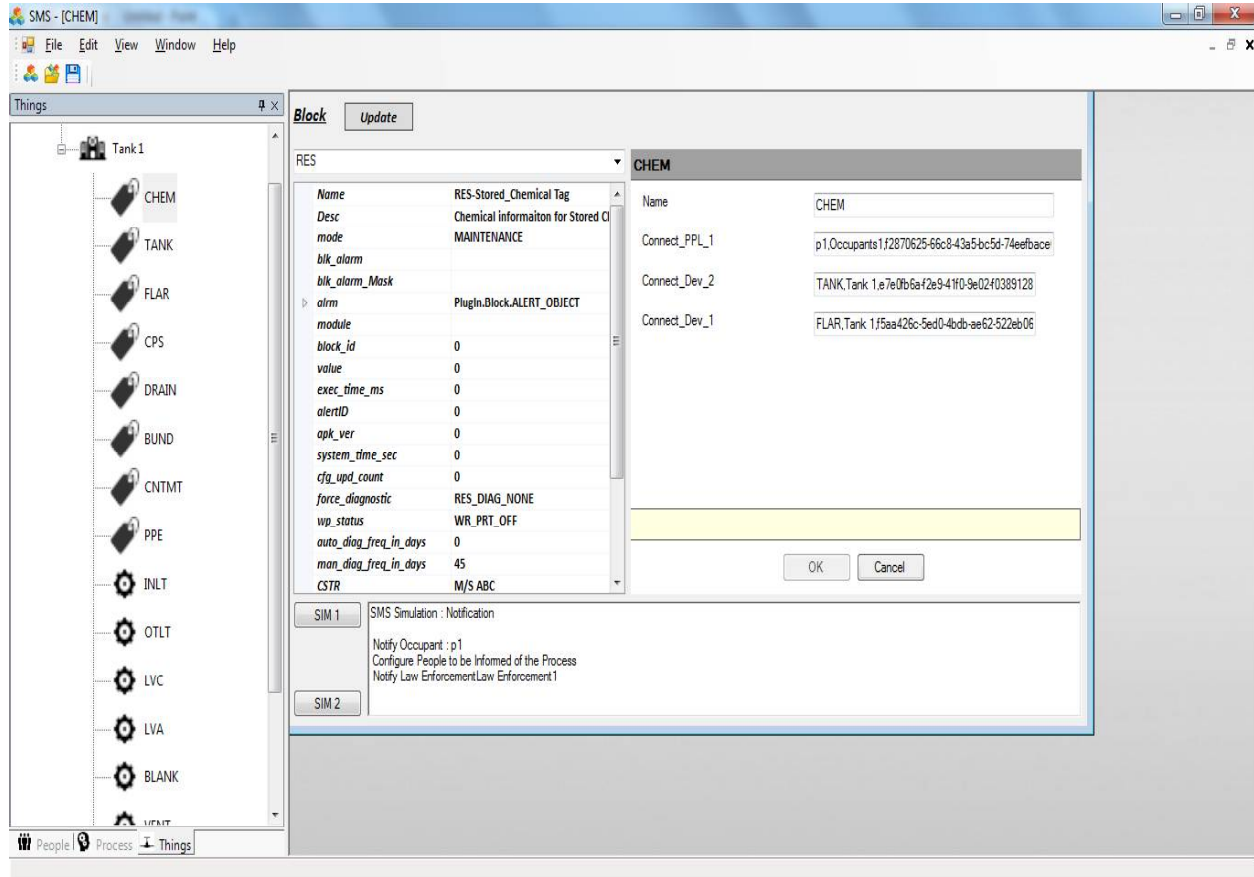 SMS - [CHEM]
File Edit View Window Help
Things
Tank 1
CHEM
TANK
FLAR
CPS
DRAIN
BUND
CNTMT
PPE
INLT
OTLT
LVC
LVA
BLANK
VENT
People Process Things
Block Update
RES
Name RES-Stored_Chemical Tag
Desc Chemical informaiton for Stored Cl
mode MAINTENANCE
blk_alarm
blk_alarm_Mask
alrm PlugIn.Block.ALERT_OBJECT
module
block_id 0
value 0
exec_time_ms 0
alertID 0
apk_ver 0
system_time_sec 0
cfg_upd_count 0
force_diagnostic RES_DIAG_NONE
wp_status WR_PRT_OFF
auto_diag_freq_in_days 0
man_diag_freq_in_days 45
CSTR M/S ABC
CHEM
Name CHEM
Connect_PPL_1 p1,Occupants1,f2870625-66c8-43a5-bc5d-74eefbace
Connect_Dev_2 TANK,Tank 1,e7e0fb6a-f2e9-41f0-9e02-f0389128
Connect_Dev_1 FLAR,Tank 1,f5aa426c-5ed0-4bdb-ae62-522eb06
OK Cancel
SIM 1
SIM 2
SMS Simulation : Notification
Notify Occupant : p1
Configure People to be Informed of the Process
Notify Law EnforcementLaw Enforcement1